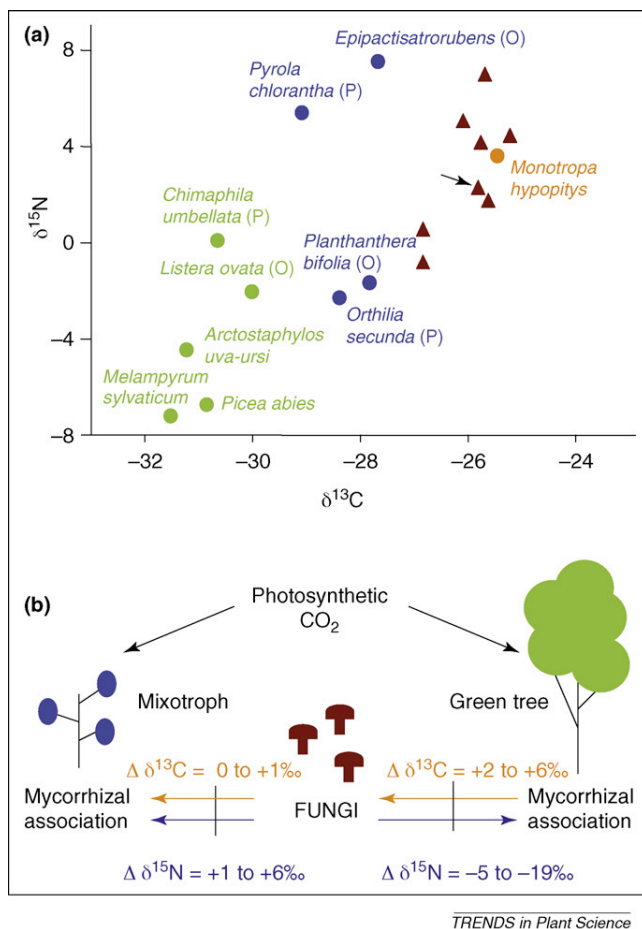 (a)
8
4
0
−4
−8
δ15N
Epipactisatrorubens (O)
Pyrola
chlorantha (P)
Monotropa
hypopitys
Chimaphila
umbellata (P)
Planthanthera
bifolia (O)
Listera ovata (O)
Orthilia
secunda (P)
Arctostaphylos
uva-ursi
Melampyrum
sylvaticum
Picea abies
−32 −30 −28 −26 −24
δ13C
(b)
Photosynthetic
CO2
Mixotroph
Green tree
Δ δ13C = 0 to +1‰
Δ δ13C = +2 to +6‰
Mycorrhizal
association
FUNGI
Mycorrhizal
association
Δ δ15N = +1 to +6‰
Δ δ15N = −5 to −19‰
TRENDS in Plant Science